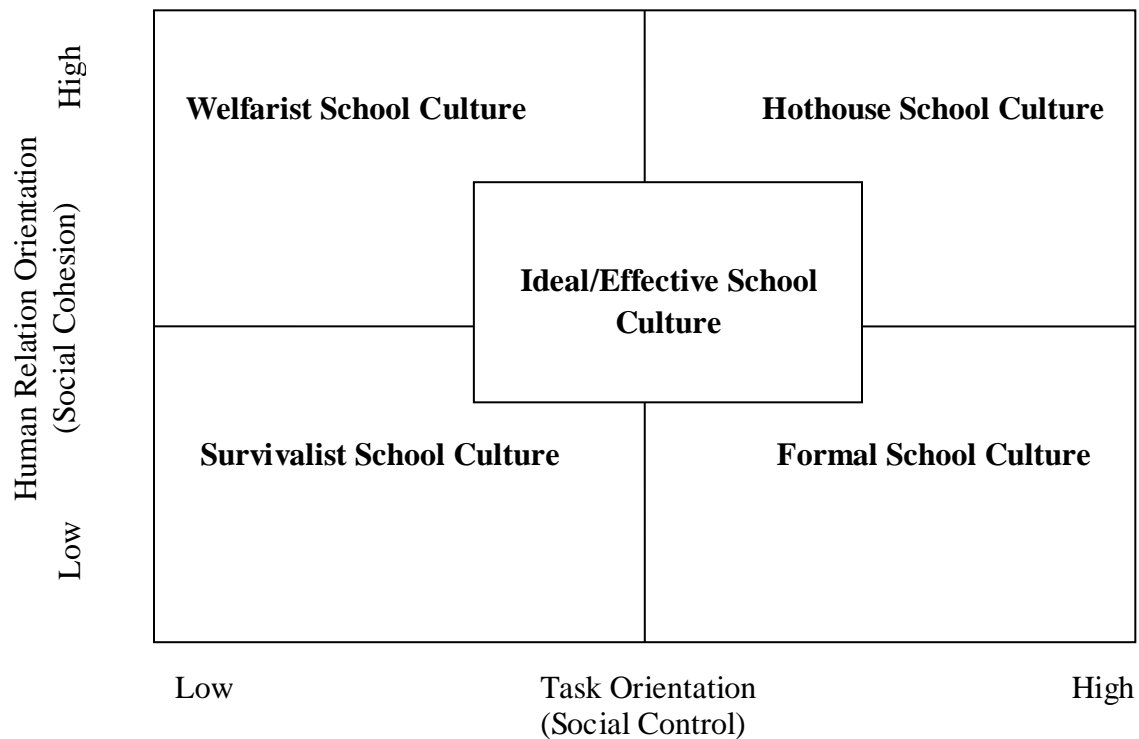 High
Welfarist School Culture
Hothouse School Culture
Human Relation Orientation
(Social Cohesion)
Ideal/Effective School
Culture
Survivalist School Culture
Formal School Culture
Low
Low
Task Orientation
(Social Control)
High